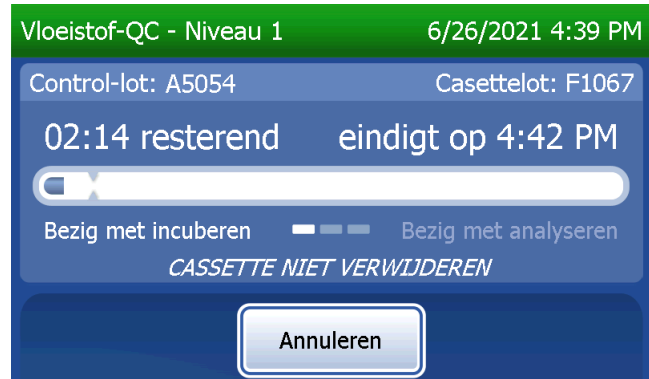 Vloeistof-QC - Niveau 1 6/26/2021 4:39 PM
Control-lot: A5054 Casettelot: F1067
02:14 resterend eindigt op 4:42 PM
Bezig met incuberen Bezig met analyseren
CASSETTE NIET VERWIJDEREN
Annuleren